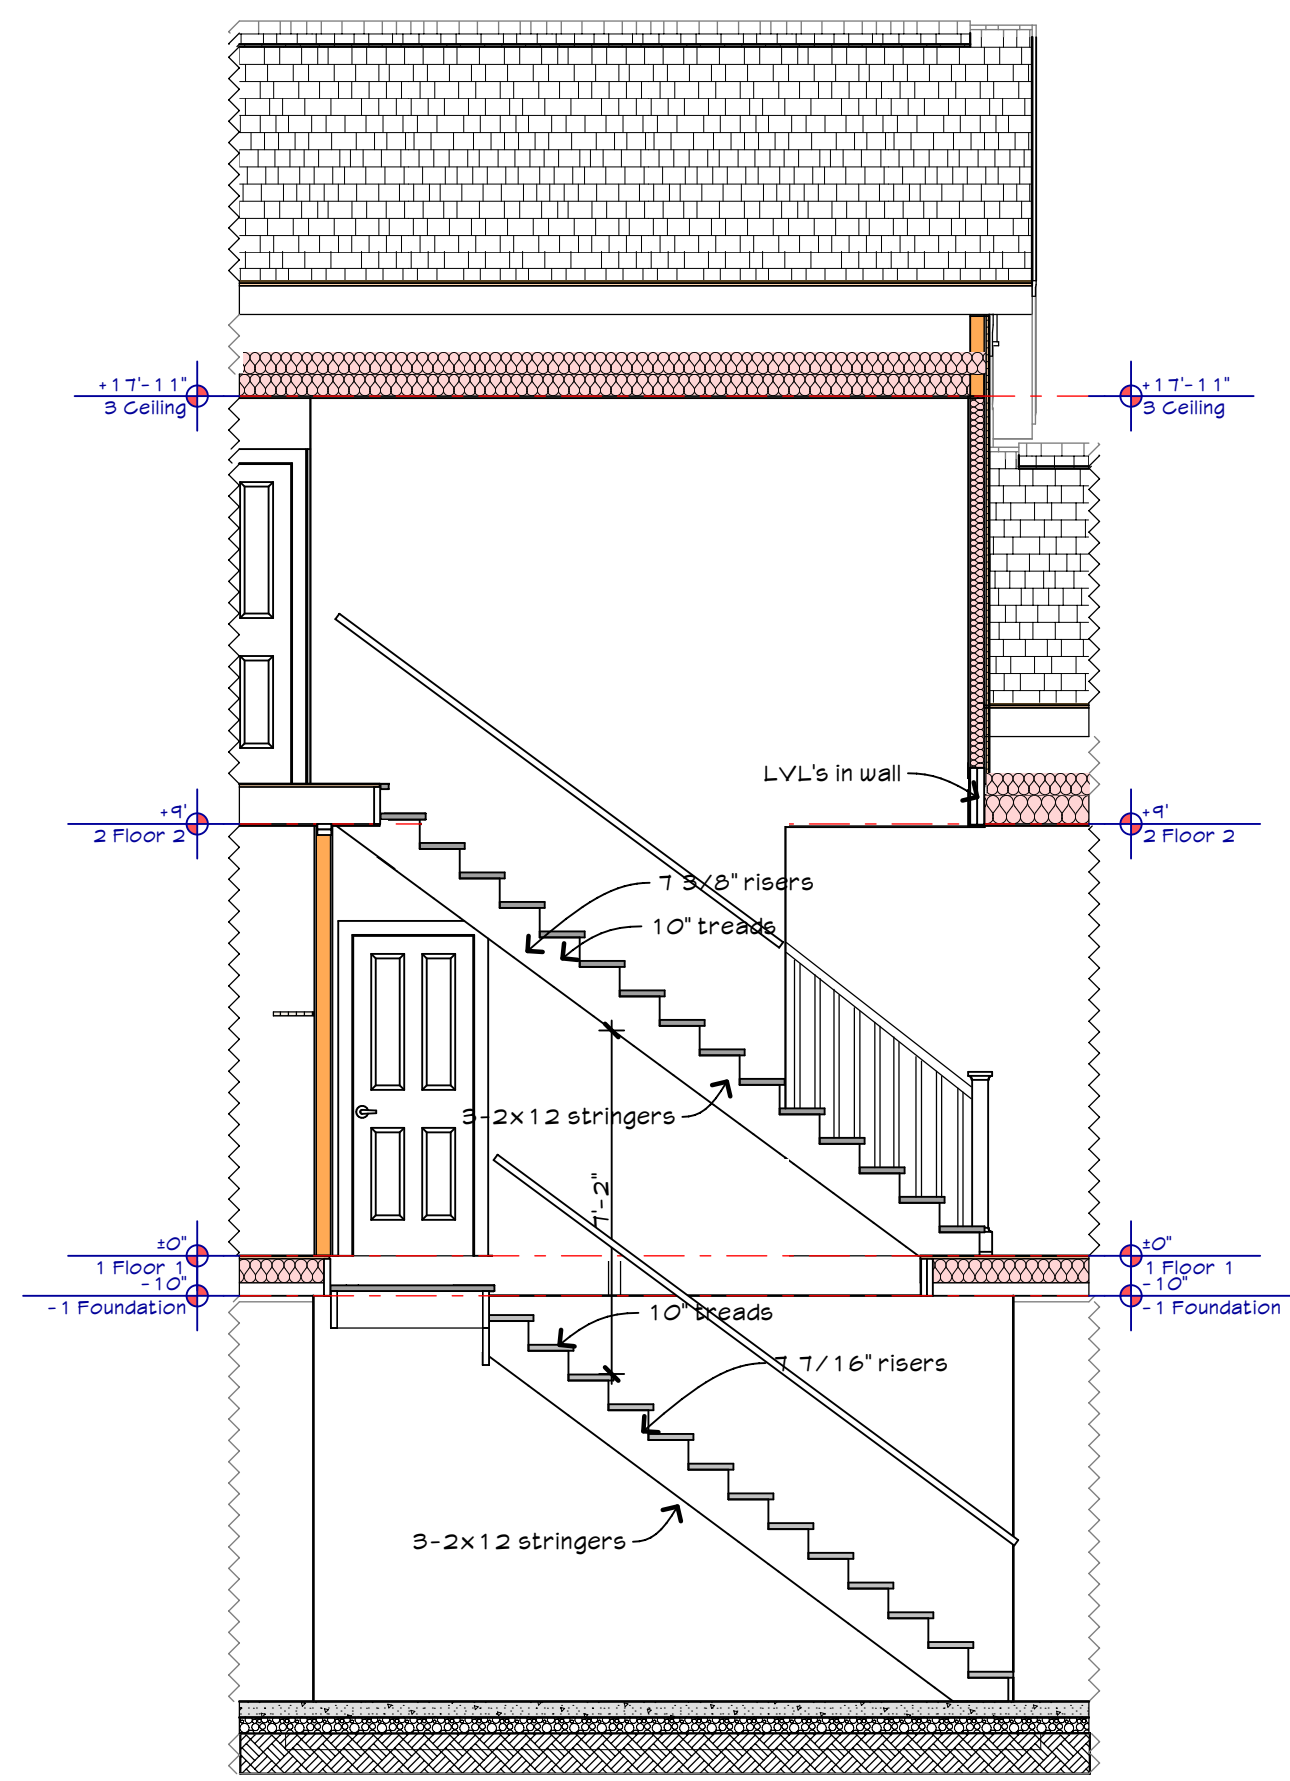 +17'-11"
3 Ceiling
+17'-11"
3 Ceiling
LVL's in wall
+9'
2 Floor 2
+9'
2 Floor 2
7 3/8" risers
10" treads
3-2x12 stringers
7'-2"
±0"
1 Floor 1
-10"
-1 Foundation
±0"
1 Floor 1
-10"
-1 Foundation
10" treads
7 7/16" risers
3-2x12 stringers